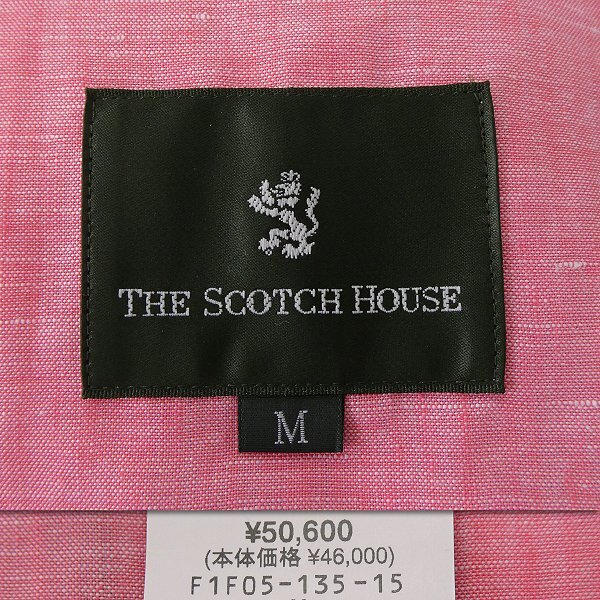 THE SCOTCH HOUSE
M
¥50,600
(本体価格 ¥46,000)
F1F05-135-15